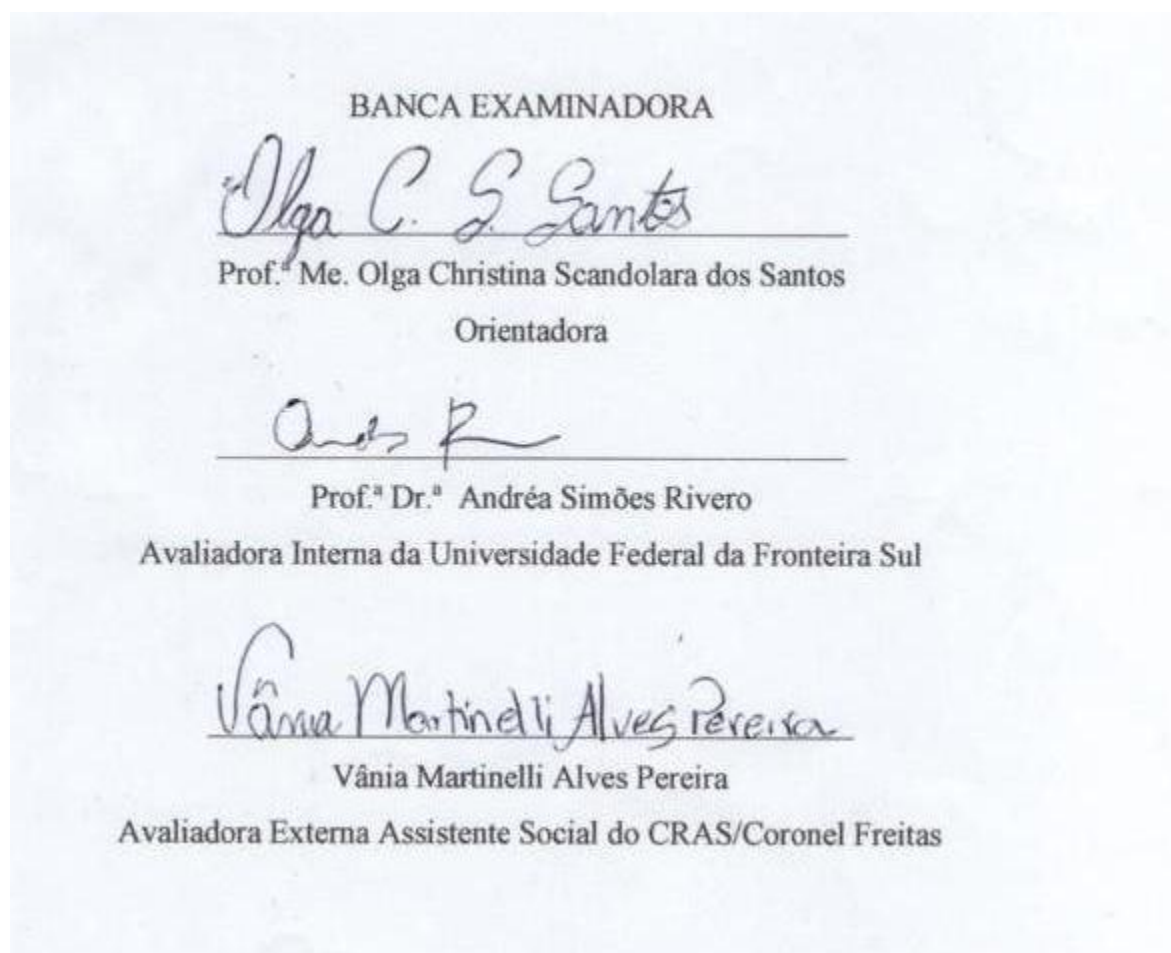 BANCA EXAMINADORA
Olga C. S. Santos
Prof.ª Me. Olga Christina Scandolara dos Santos
Orientadora
Prof.ª Dr.ª Andréa Simões Rivero
Avaliadora Interna da Universidade Federal da Fronteira Sul
Vânia Martinelli Alves Pereira
Vânia Martinelli Alves Pereira
Avaliadora Externa Assistente Social do CRAS/Coronel Freitas